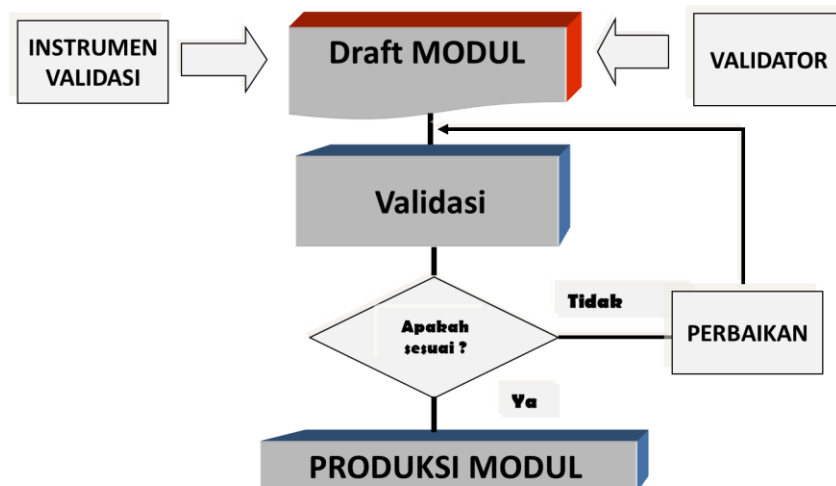 INSTRUMEN
VALIDASI
Draft MODUL
VALIDATOR
Validasi
Tidak
Apakah
sesuai ?
PERBAIKAN
Ya
PRODUKSI MODUL